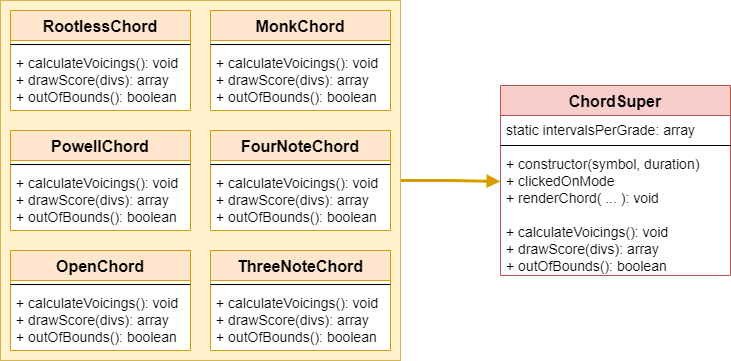 RootlessChord
+ calculateVoicings(): void
+ drawScore(divs): array
+ outOfBounds(): boolean
MonkChord
+ calculateVoicings(): void
+ drawScore(divs): array
+ outOfBounds(): boolean
PowellChord
+ calculateVoicings(): void
+ drawScore(divs): array
+ outOfBounds(): boolean
FourNoteChord
+ calculateVoicings(): void
+ drawScore(divs): array
+ outOfBounds(): boolean
OpenChord
+ calculateVoicings(): void
+ drawScore(divs): array
+ outOfBounds(): boolean
ThreeNoteChord
+ calculateVoicings(): void
+ drawScore(divs): array
+ outOfBounds(): boolean
ChordSuper
static intervalsPerGrade: array
+ constructor(symbol, duration)
+ clickedOnMode
+ renderChord( ... ): void
+ calculateVoicings(): void
+ drawScore(divs): array
+ outOfBounds(): boolean